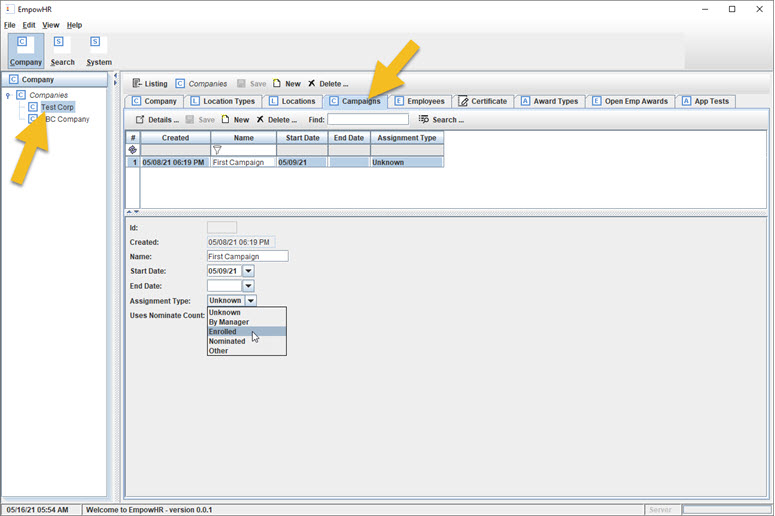 EmpowHR
File Edit View Help
C S S
Company Search System
C Company
C Companies
C Test Corp
C BC Company
Listing C Companies Save New Delete ...
C Company L Location Types L Locations C Campaigns E Employees Certificate A Award Types E Open Emp Awards A App Tests
Details ... Save New Delete ... Find: Search ...
# Created Name Start Date End Date Assignment Type
1 05/08/21 06:19 PM First Campaign 05/09/21 Unknown
Id:
Created: 05/08/21 06:19 PM
Name: First Campaign
Start Date: 05/09/21
End Date:
Assignment Type: Unknown
Uses Nominate Count:
Unknown
By Manager
Enrolled
Nominated
Other
05/16/21 05:54 AM Welcome to EmpowHR - version 0.0.1 Server